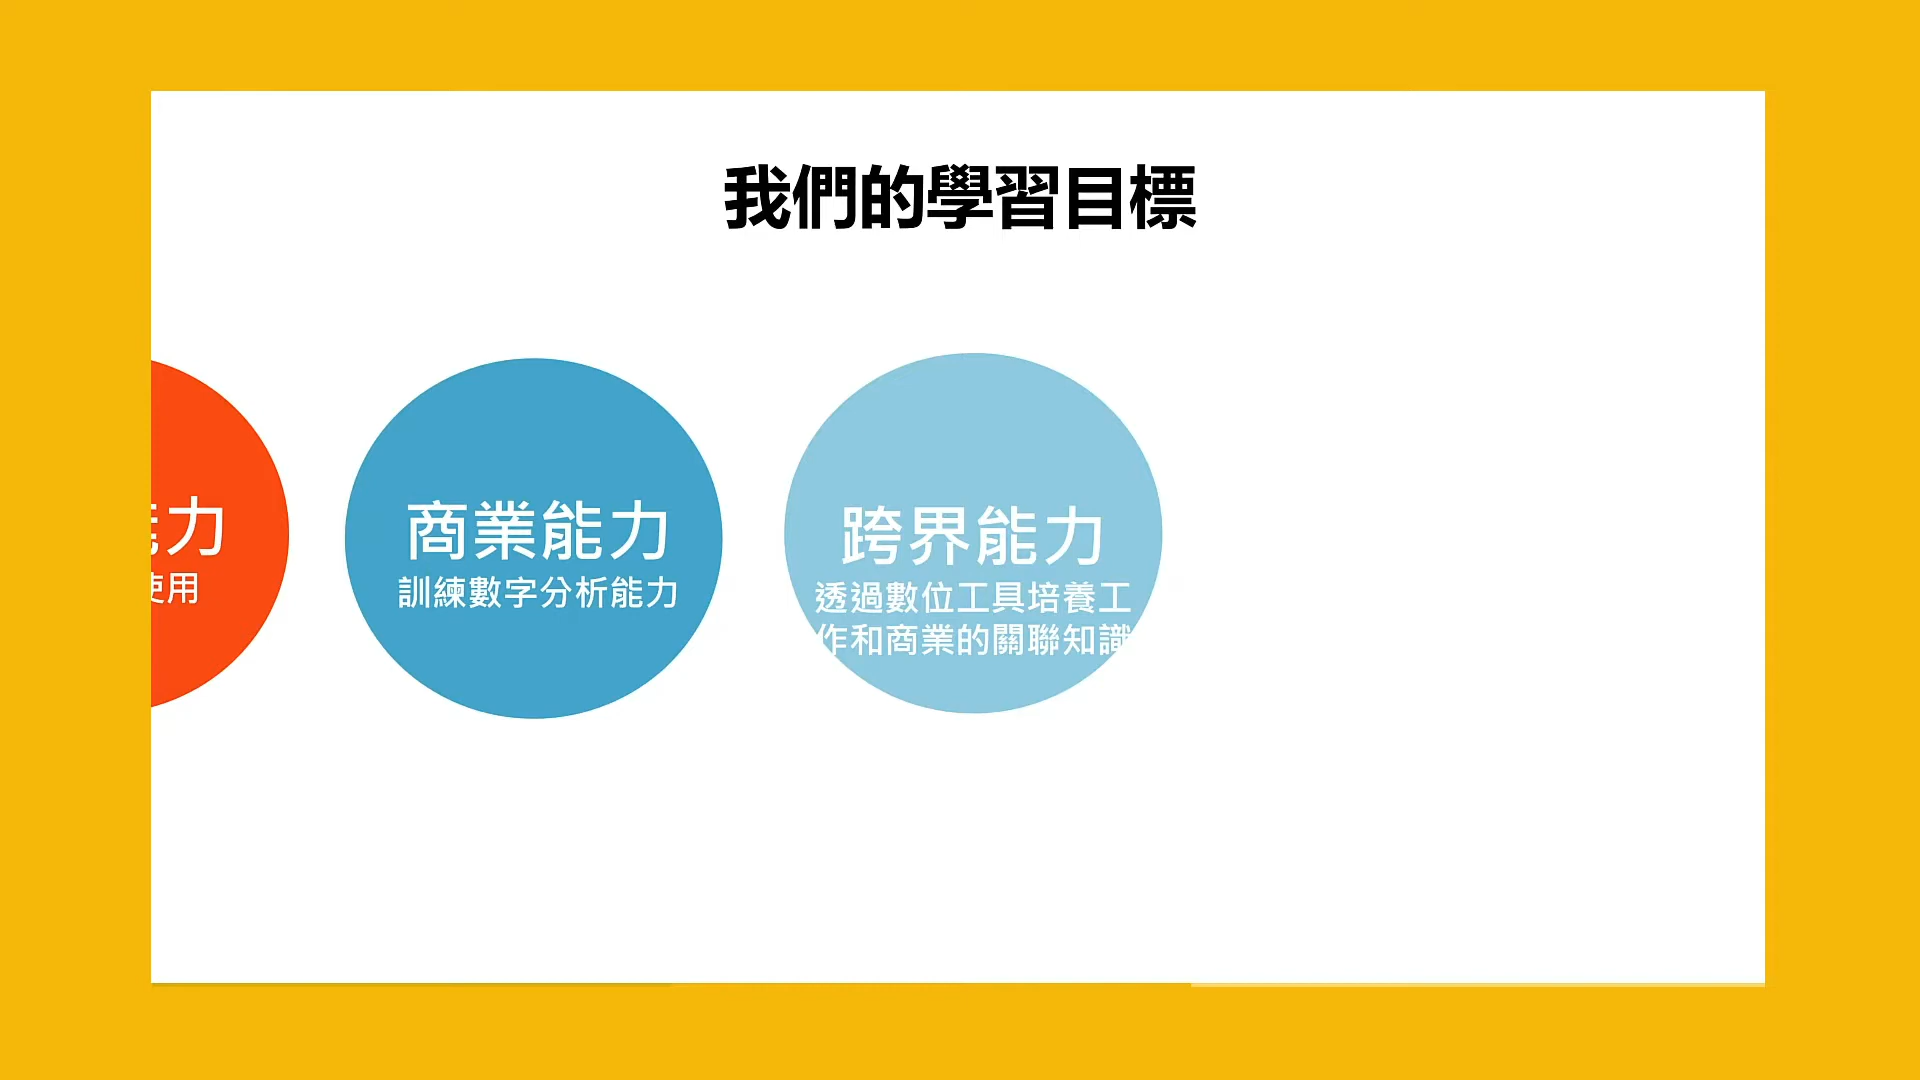 我們的學習目標
力
使用
商業能力
訓練數字分析能力
跨界能力
透過數位工具培養工
作和商業的關聯知識